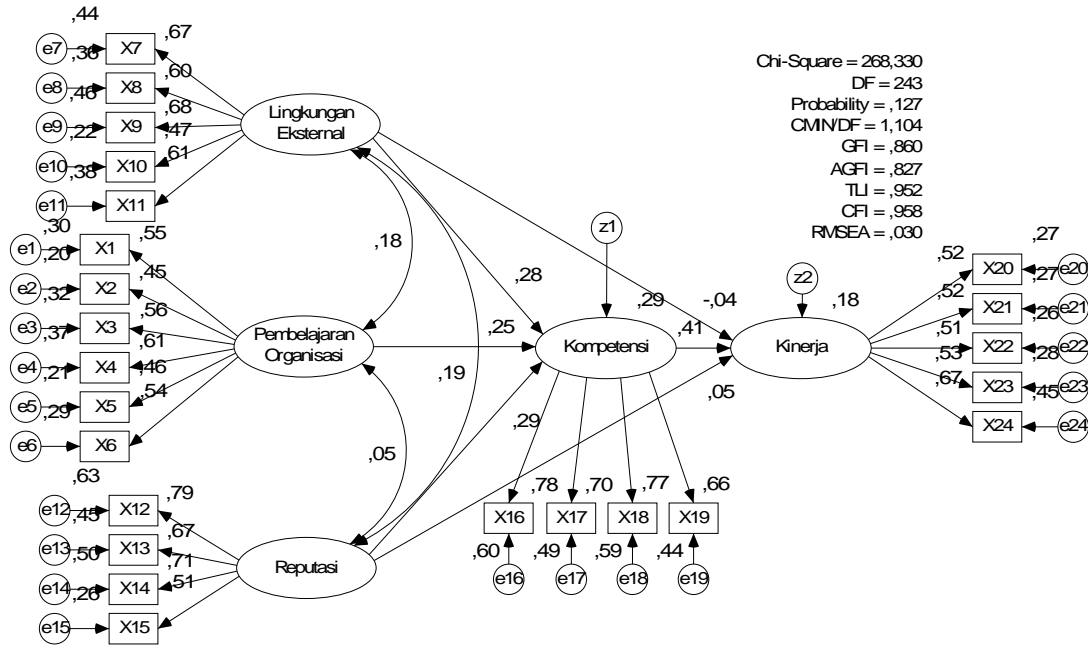 ,44
,67
e7
X7
,36
,60
e8
X8
,46
,68
e9
X9
,22
,47
e10
X10
,38
,61
e11
X11
Lingkungan
Eksternal
Chi-Square = 268,330
DF = 243
Probability = ,127
CMIN/DF = 1,104
GFI = ,860
AGFI = ,827
TLI = ,952
CFI = ,958
RMSEA = ,030
,30
,55
e1
X1
,20
,45
e2
X2
,32
,56
e3
X3
,37
,61
e4
X4
,21
,46
e5
X5
,29
,54
e6
X6
Pembelajaran
Organisasi
,18
,19
,05
,28
,25
,29
z1
,29
Kompetensi
-,04
,41
,05
z2
,18
Kinerja
,27
,52
X20
e20
,27
,52
X21
e21
,26
,51
X22
e22
,28
,53
X23
e23
,45
,67
X24
e24
,63
,79
e12
X12
,45
,67
e13
X13
,50
,71
e14
X14
,26
,51
e15
X15
Reputasi
,78
,70
,77
,66
X16
X17
X18
X19
,60
,49
,59
,44
e16
e17
e18
e19